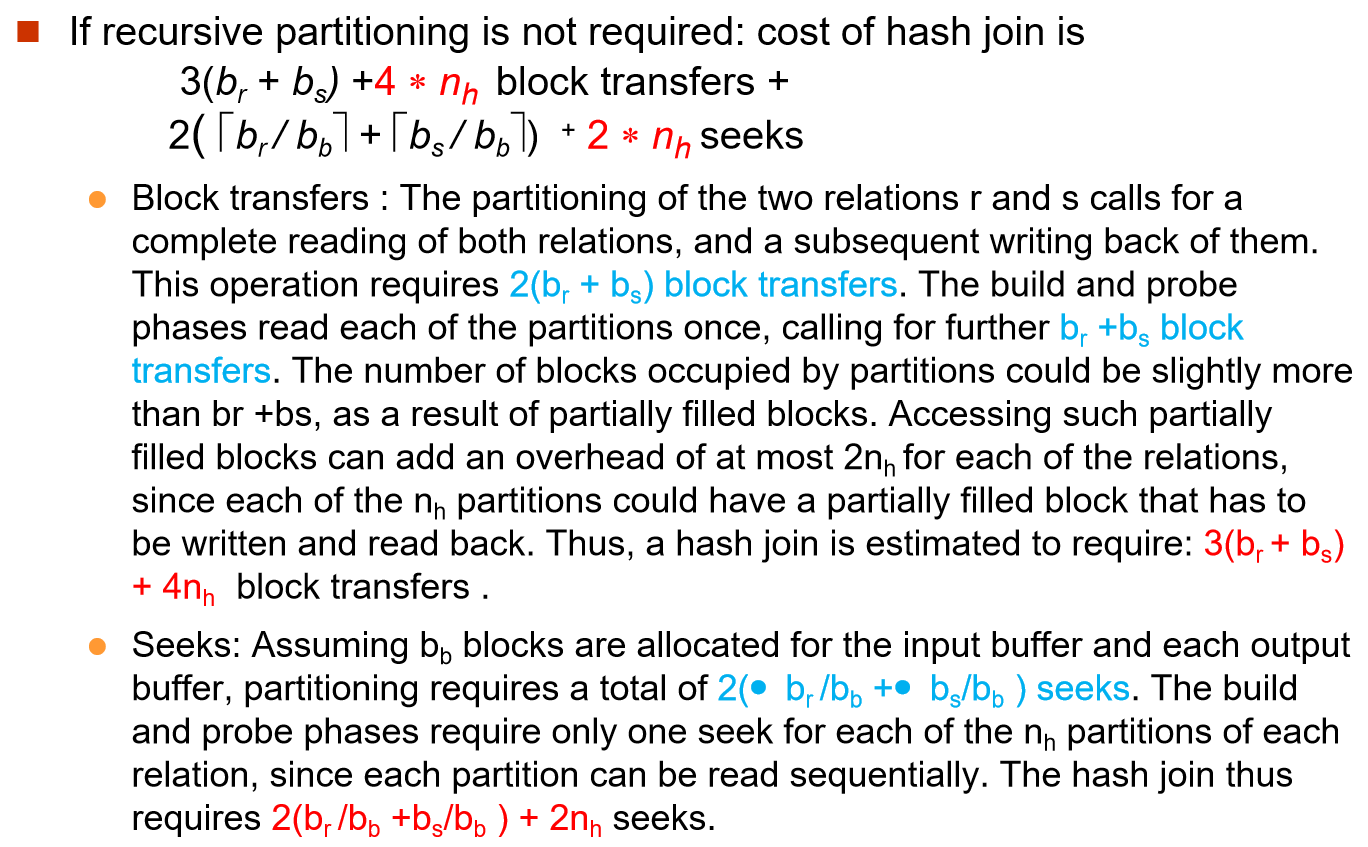 ■ If recursive partitioning is not required: cost of hash join is
3(bᵣ + bₛ) +4 ∗ nₕ block transfers +
2(⌈bᵣ / b_b⌉ + ⌈bₛ / b_b⌉) + 2 ∗ nₕ seeks
● Block transfers : The partitioning of the two relations r and s calls for a
complete reading of both relations, and a subsequent writing back of them.
This operation requires 2(bᵣ + bₛ) block transfers. The build and probe
phases read each of the partitions once, calling for further bᵣ +bₛ block
transfers. The number of blocks occupied by partitions could be slightly more
than br +bs, as a result of partially filled blocks. Accessing such partially
filled blocks can add an overhead of at most 2nₕ for each of the relations,
since each of the nₕ partitions could have a partially filled block that has to
be written and read back. Thus, a hash join is estimated to require: 3(bᵣ + bₛ)
+ 4nₕ block transfers .
● Seeks: Assuming b_b blocks are allocated for the input buffer and each output
buffer, partitioning requires a total of 2(● bᵣ /b_b +● bₛ/b_b ) seeks. The build
and probe phases require only one seek for each of the nₕ partitions of each
relation, since each partition can be read sequentially. The hash join thus
requires 2(bᵣ /b_b +bₛ/b_b ) + 2nₕ seeks.